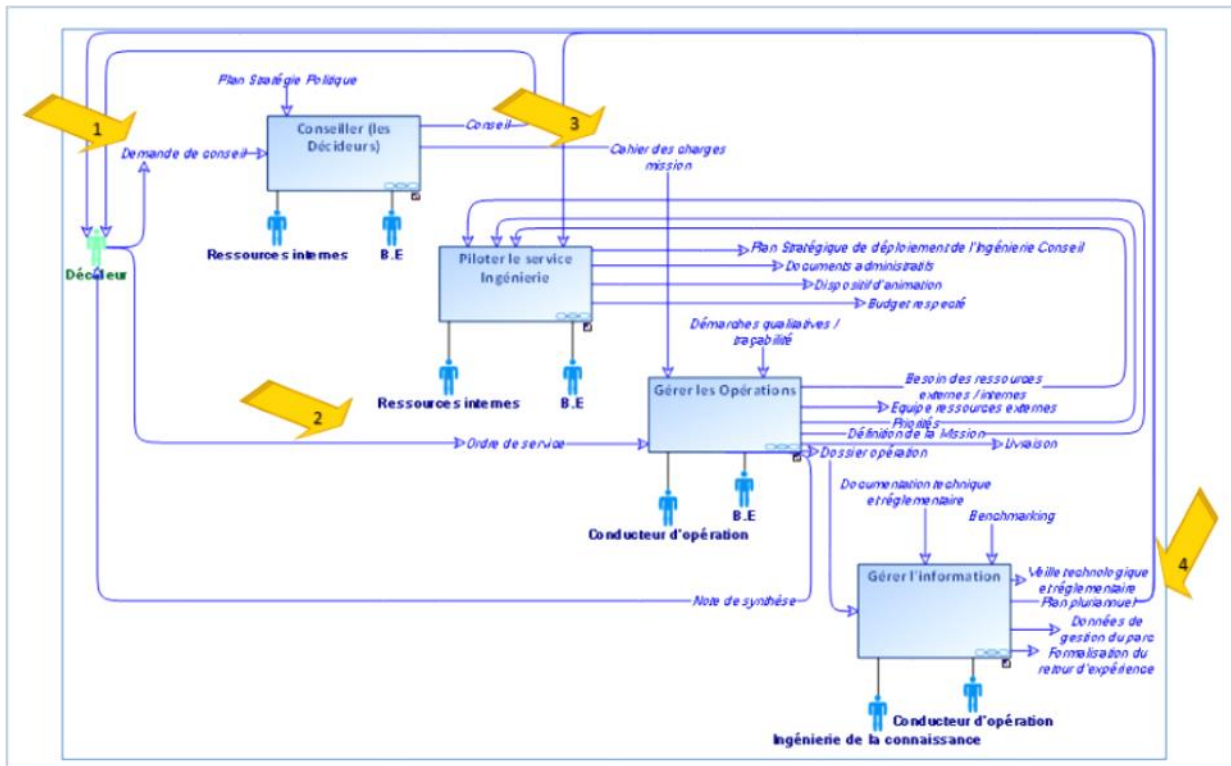 Plan Stratégie Politique
1
Conseiller (les
Décideurs)
Conseil
3
Demande de conseil
Cahier des charges
mission
Ressources internes
B.E
Décideur
Piloter le service
Ingénierie
Plan Stratégique de déploiement de l'Ingénierie Conseil
Documents administratifs
Dispositif d'animation
Budget respecté
Démarches qualitatives /
traçabilité
Ressources internes
B.E
Gérer les Opérations
Besoin des ressources
externes / internes
Equipe ressources externes
Priorités
Définition de la Mission
2
Ordre de service
Livraison
Dossier opération
Documentation technique
et réglementaire
Benchmarking
B.E
Conducteur d'opération
4
Gérer l'information
Veille technologique
et réglementaire
Plan pluriannuel
Note de synthèse
Données de
gestion du parc
Formalisation du
retour d'expérience
Conducteur d'opération
Ingénierie de la connaissance